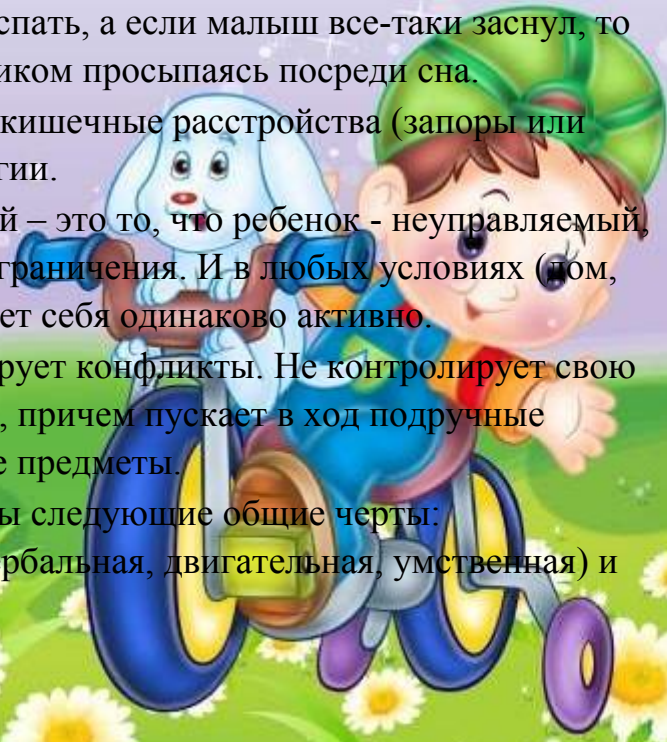 спать, а если малыш все-таки заснул, то
иком просыпаясь посреди сна.
кишечные расстройства (запоры или
гии.
й – это то, что ребенок - неуправляемый,
граничения. И в любых условиях (дом,
ет себя одинаково активно.
рует конфликты. Не контролирует свою
, причем пускает в ход подручные
е предметы.
ы следующие общие черты:
рбальная, двигательная, умственная) и